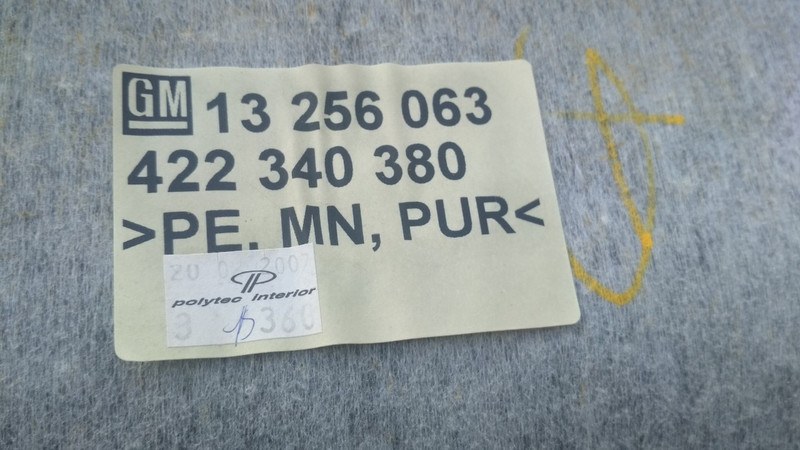 GM 13 256 063
422 340 380
>PE, MN, PUR<
polytec interior